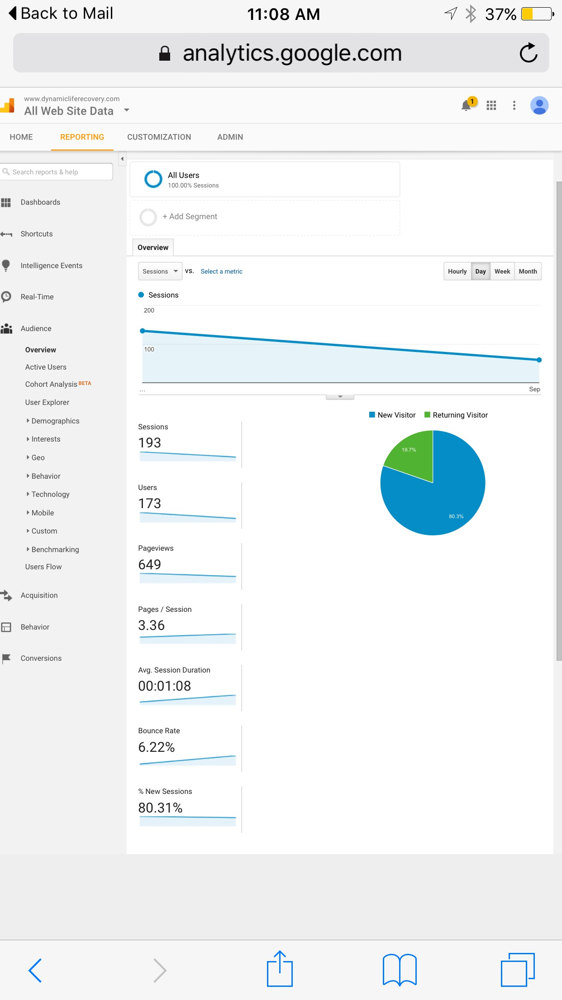 Back to Mail
11:08 AM
37%
analytics.google.com
www.dynamicliferecovery.com
All Web Site Data
1
HOME REPORTING CUSTOMIZATION ADMIN
Search reports & help
Dashboards
Shortcuts
Intelligence Events
Real-Time
Audience
Overview
Active Users
Cohort Analysis BETA
User Explorer
Demographics
Interests
Geo
Behavior
Technology
Mobile
Custom
Benchmarking
Users Flow
Acquisition
Behavior
Conversions
All Users
100.00% Sessions
+ Add Segment
Overview
Sessions vs. Select a metric
Hourly Day Week Month
Sessions
200
100
... Sep
New Visitor Returning Visitor
19.7%
80.3%
Sessions
193
Users
173
Pageviews
649
Pages / Session
3.36
Avg. Session Duration
00:01:08
Bounce Rate
6.22%
% New Sessions
80.31%